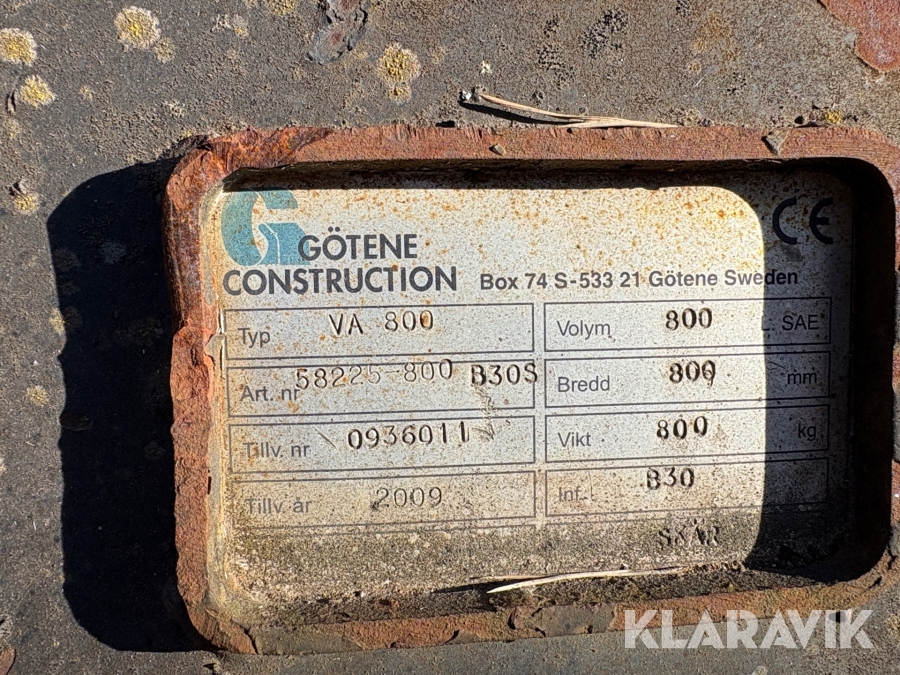 G
GÖTENE
CONSTRUCTION Box 74 S-533 21 Götene Sweden CE
Typ VA 800 Volym 800 L. SAE
Art. nr 58225-800 B30S Bredd 800 mm
Tillv. nr 0936011 Vikt 800 kg
Tillv. år 2009 Inf. B30
SKÄR
KLARAVIK